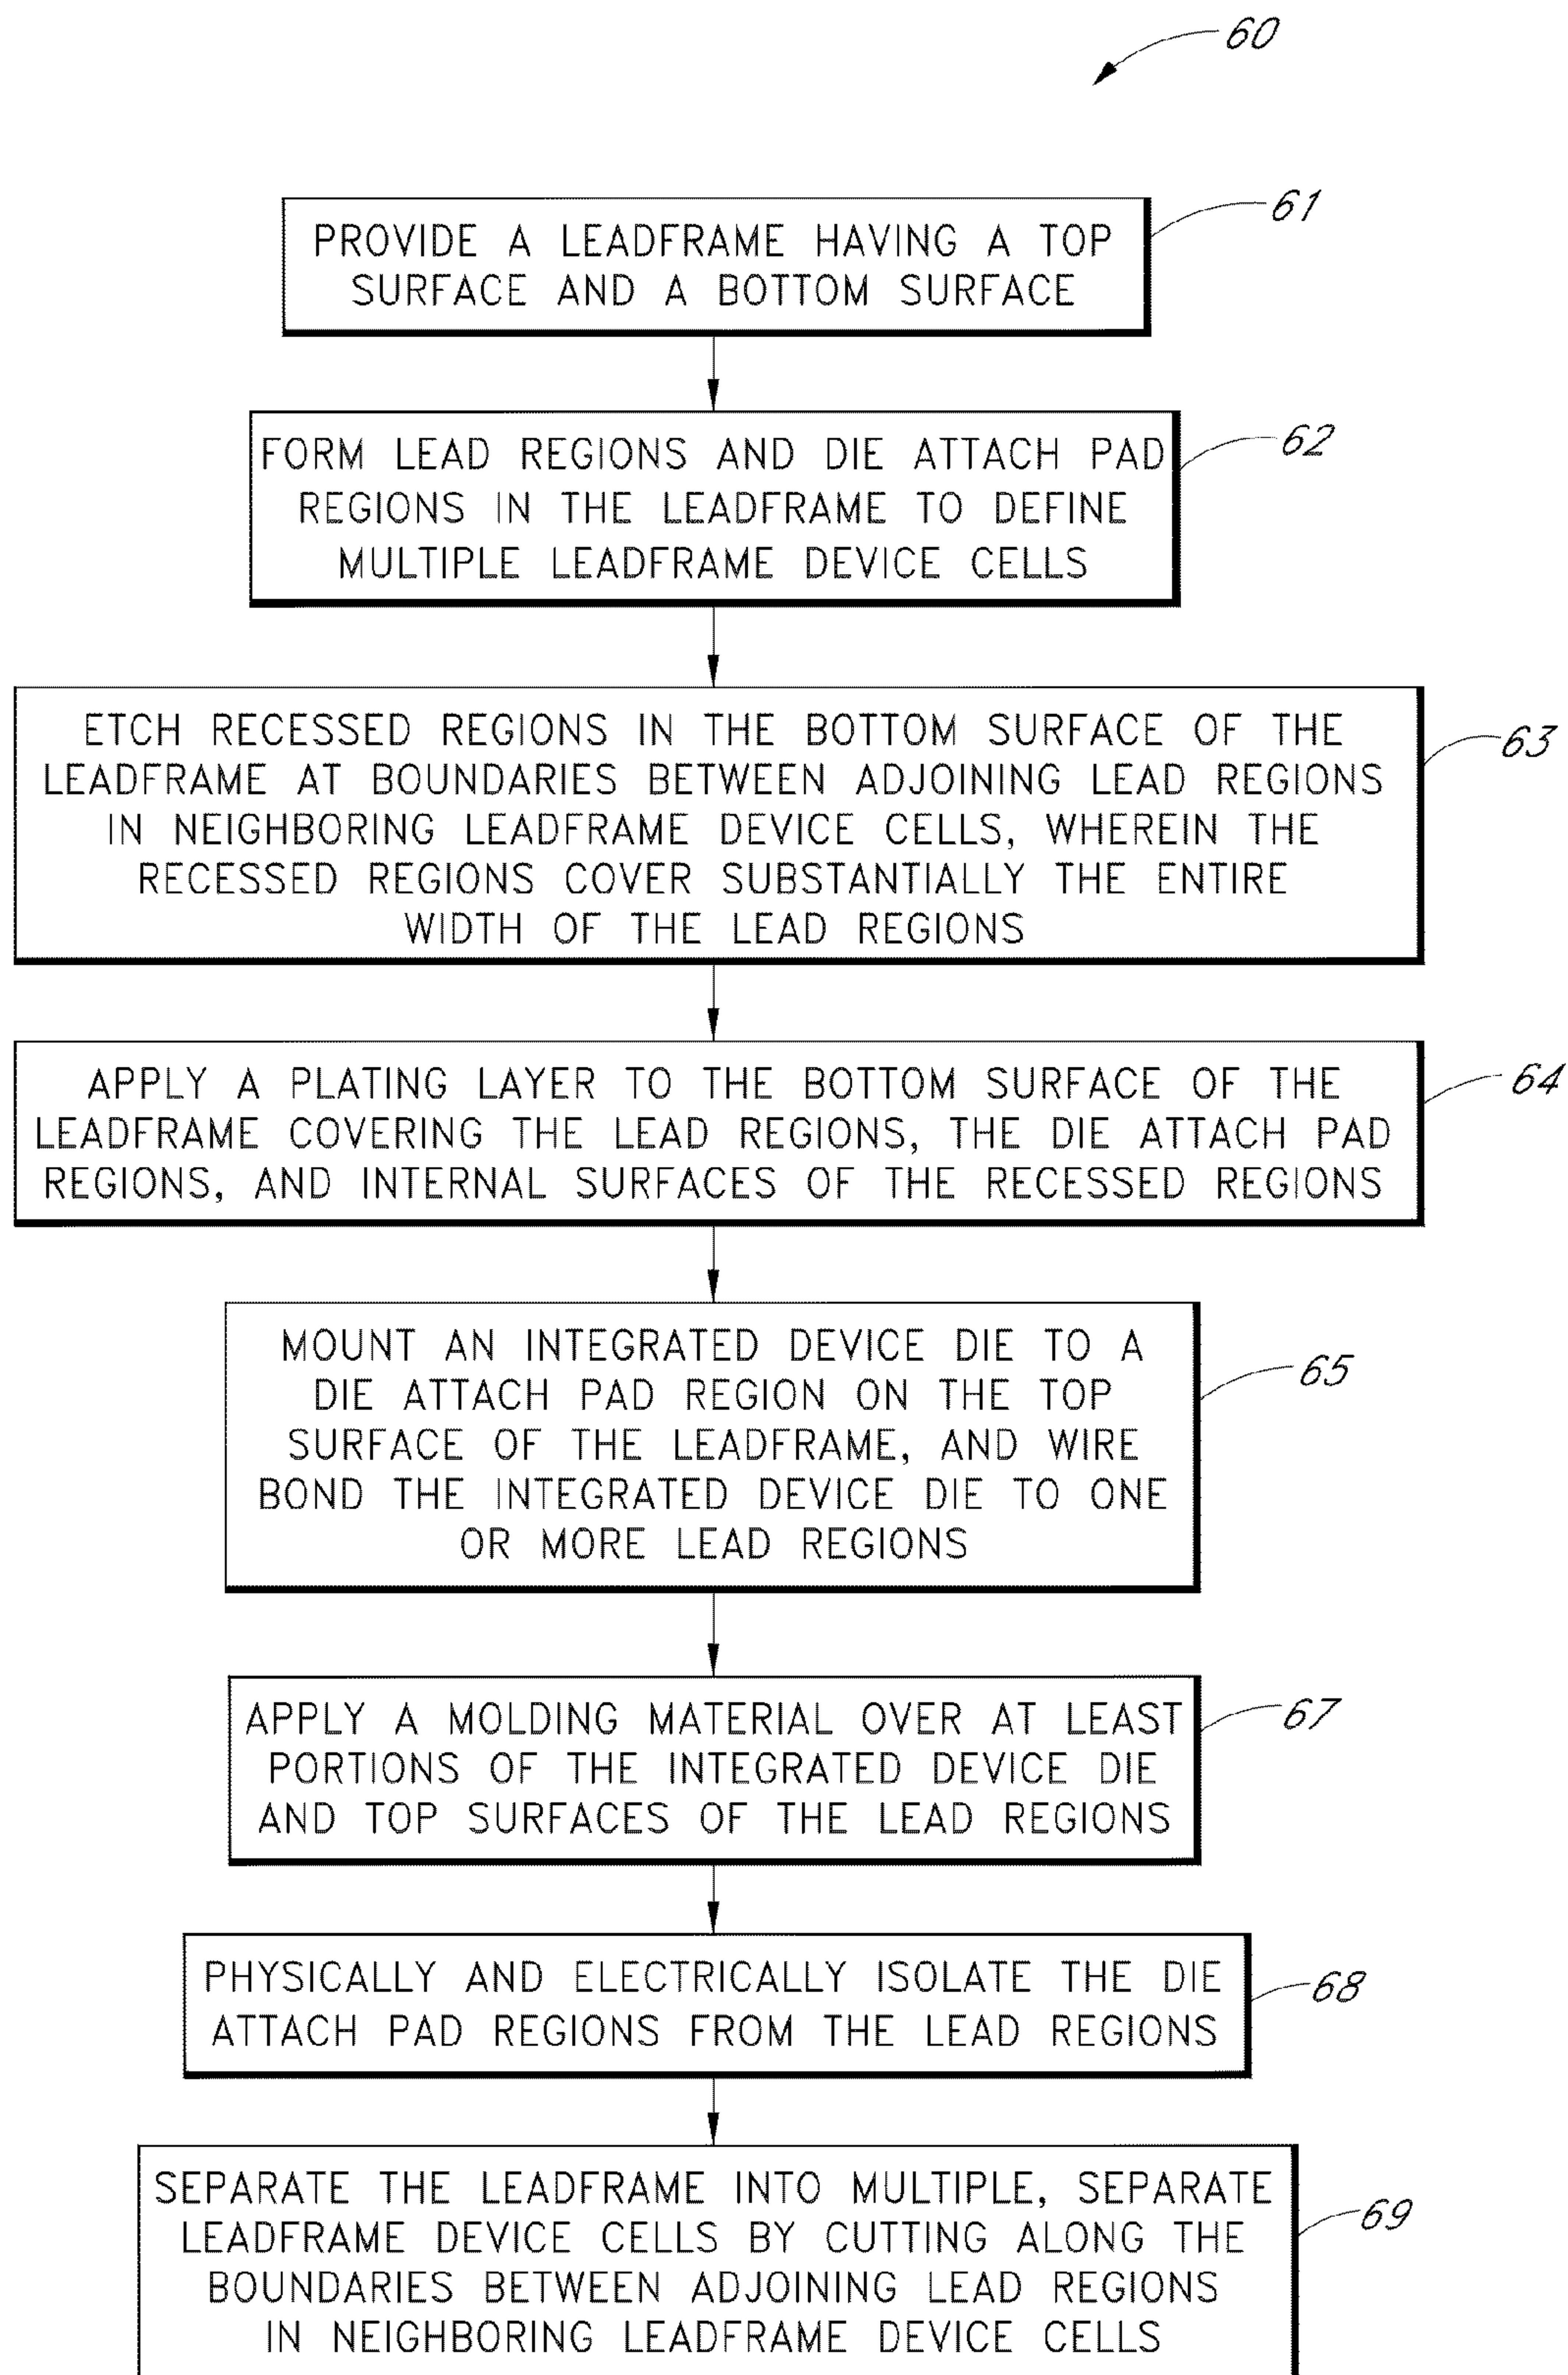 60
61
PROVIDE A LEADFRAME HAVING A TOP
SURFACE AND A BOTTOM SURFACE
62
FORM LEAD REGIONS AND DIE ATTACH PAD
REGIONS IN THE LEADFRAME TO DEFINE
MULTIPLE LEADFRAME DEVICE CELLS
63
ETCH RECESSED REGIONS IN THE BOTTOM SURFACE OF THE
LEADFRAME AT BOUNDARIES BETWEEN ADJOINING LEAD REGIONS
IN NEIGHBORING LEADFRAME DEVICE CELLS, WHEREIN THE
RECESSED REGIONS COVER SUBSTANTIALLY THE ENTIRE
WIDTH OF THE LEAD REGIONS
64
APPLY A PLATING LAYER TO THE BOTTOM SURFACE OF THE
LEADFRAME COVERING THE LEAD REGIONS, THE DIE ATTACH PAD
REGIONS, AND INTERNAL SURFACES OF THE RECESSED REGIONS
65
MOUNT AN INTEGRATED DEVICE DIE TO A
DIE ATTACH PAD REGION ON THE TOP
SURFACE OF THE LEADFRAME, AND WIRE
BOND THE INTEGRATED DEVICE DIE TO ONE
OR MORE LEAD REGIONS
67
APPLY A MOLDING MATERIAL OVER AT LEAST
PORTIONS OF THE INTEGRATED DEVICE DIE
AND TOP SURFACES OF THE LEAD REGIONS
68
PHYSICALLY AND ELECTRICALLY ISOLATE THE DIE
ATTACH PAD REGIONS FROM THE LEAD REGIONS
69
SEPARATE THE LEADFRAME INTO MULTIPLE, SEPARATE
LEADFRAME DEVICE CELLS BY CUTTING ALONG THE
BOUNDARIES BETWEEN ADJOINING LEAD REGIONS
IN NEIGHBORING LEADFRAME DEVICE CELLS